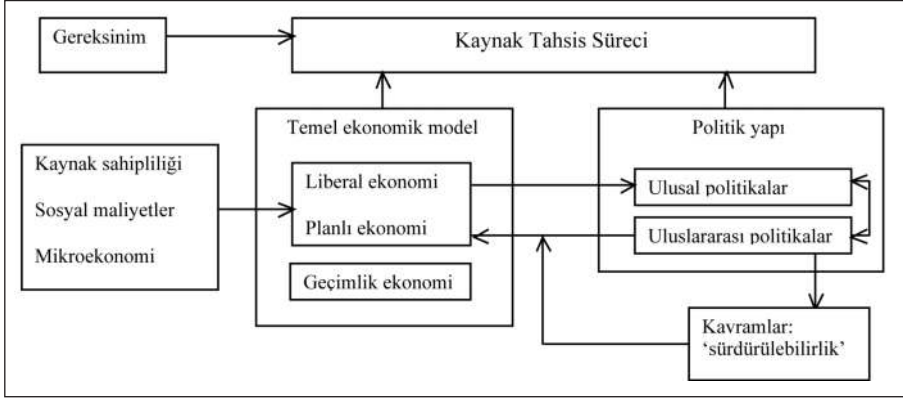 Gereksinim
Kaynak Tahsis Süreci
Temel ekonomik model
Politik yapı
Kaynak sahipliliği
Sosyal maliyetler
Mikroekonomi
Liberal ekonomi
Planlı ekonomi
Geçimlik ekonomi
Ulusal politikalar
Uluslararası politikalar
Kavramlar:
‘sürdürülebilirlik’